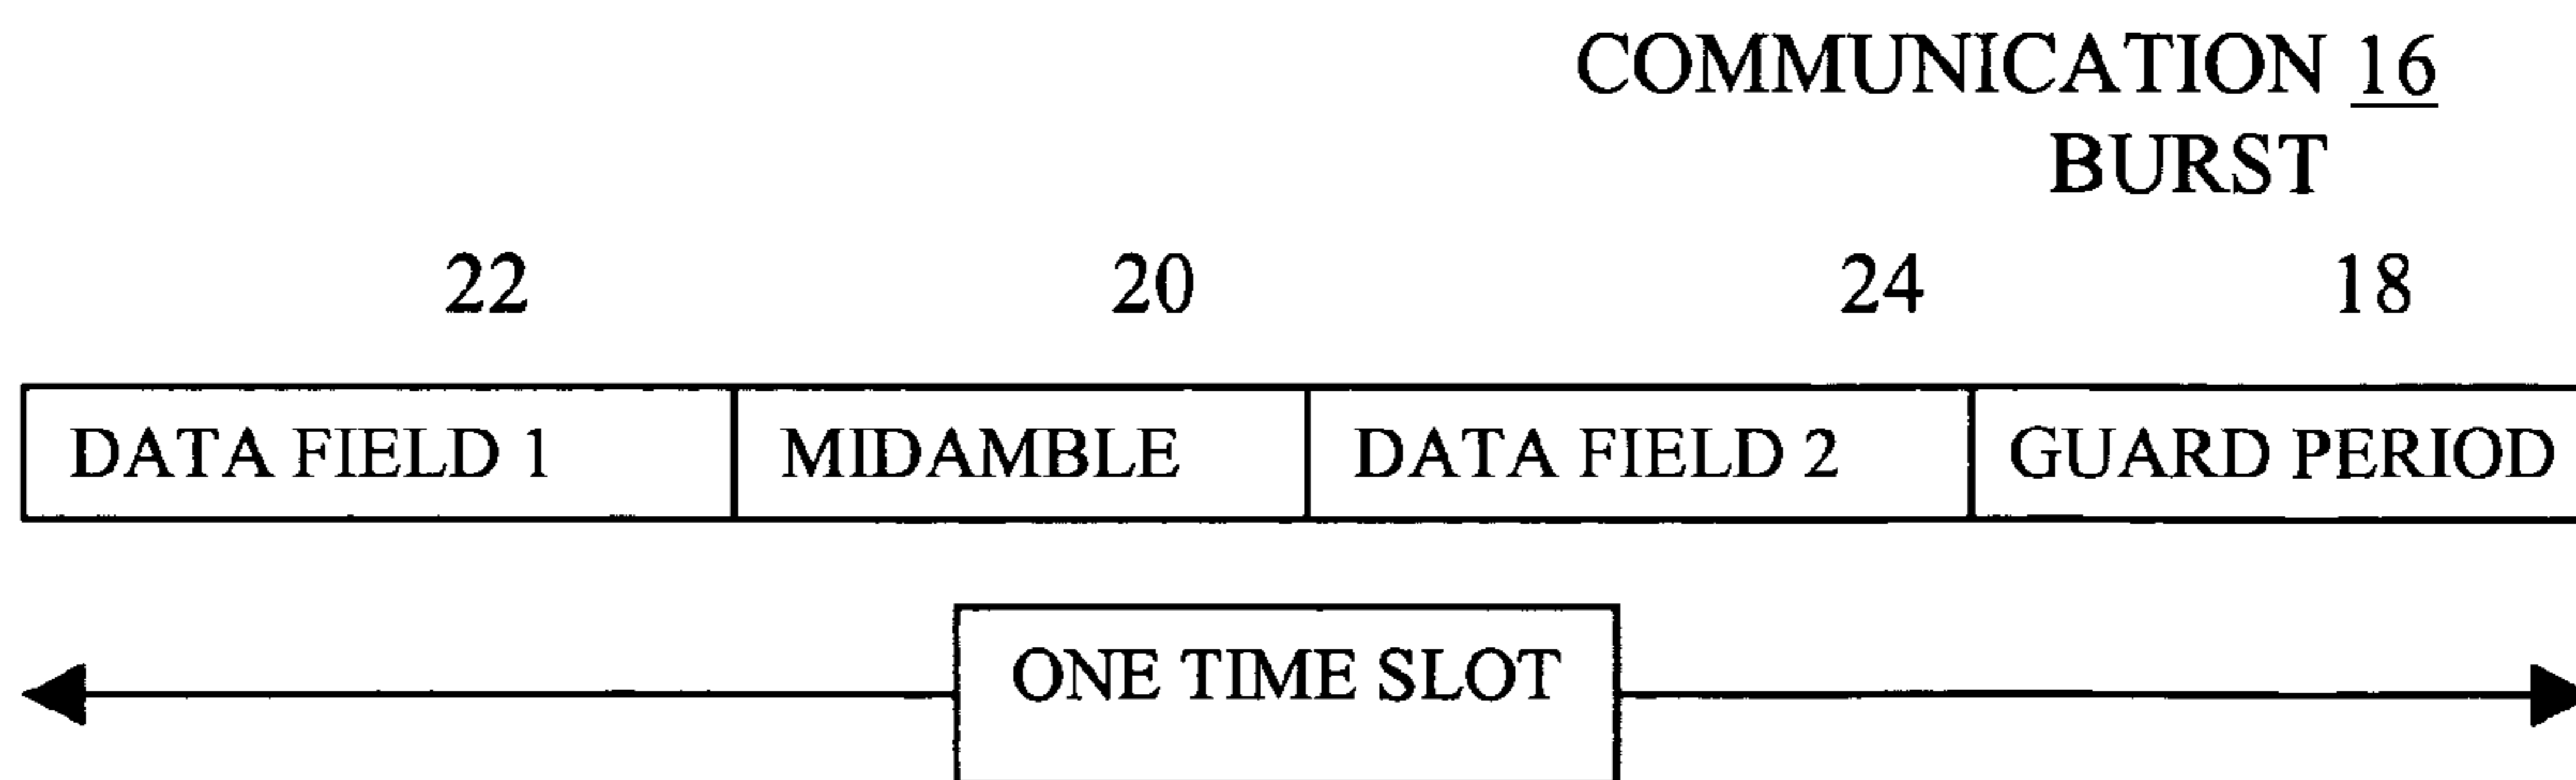 COMMUNICATION 16
BURST
22 20 24 18
DATA FIELD 1 MIDAMBLE DATA FIELD 2 GUARD PERIOD
ONE TIME SLOT